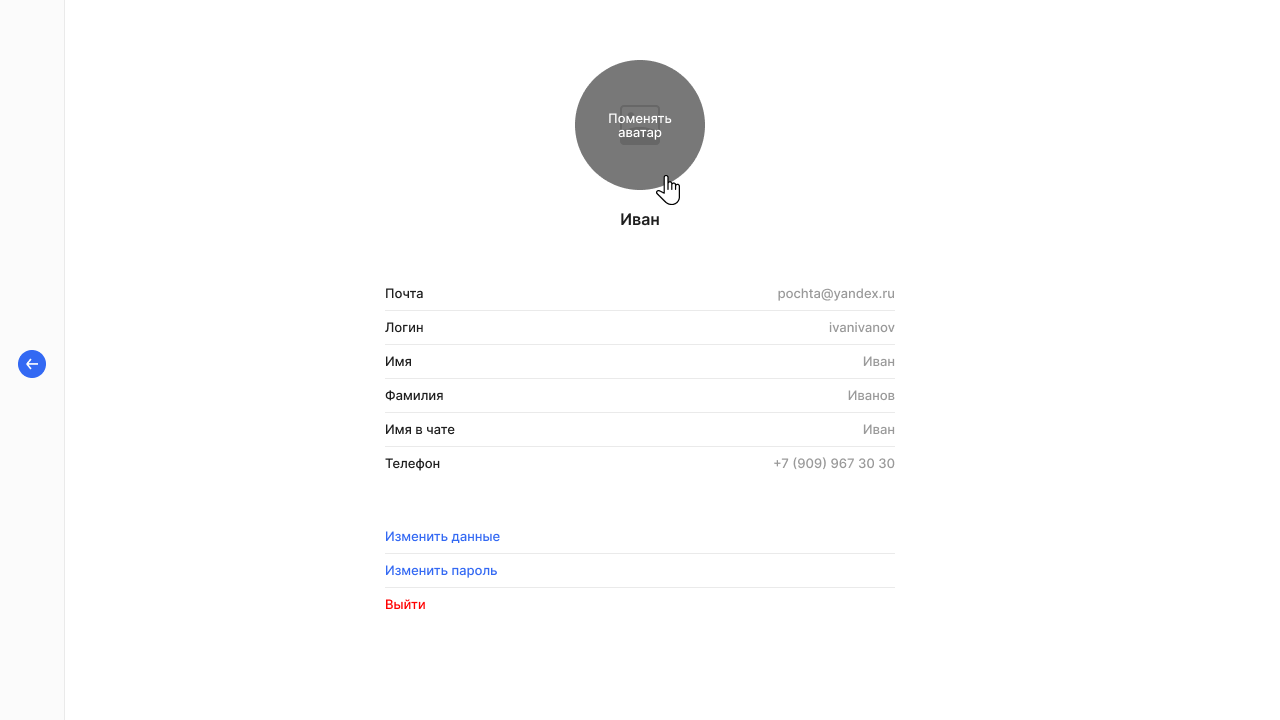 Поменять
аватар
Иван
Почта pochta@yandex.ru
Логин ivanivanov
Имя Иван
Фамилия Иванов
Имя в чате Иван
Телефон +7 (909) 967 30 30
Изменить данные
Изменить пароль
Выйти